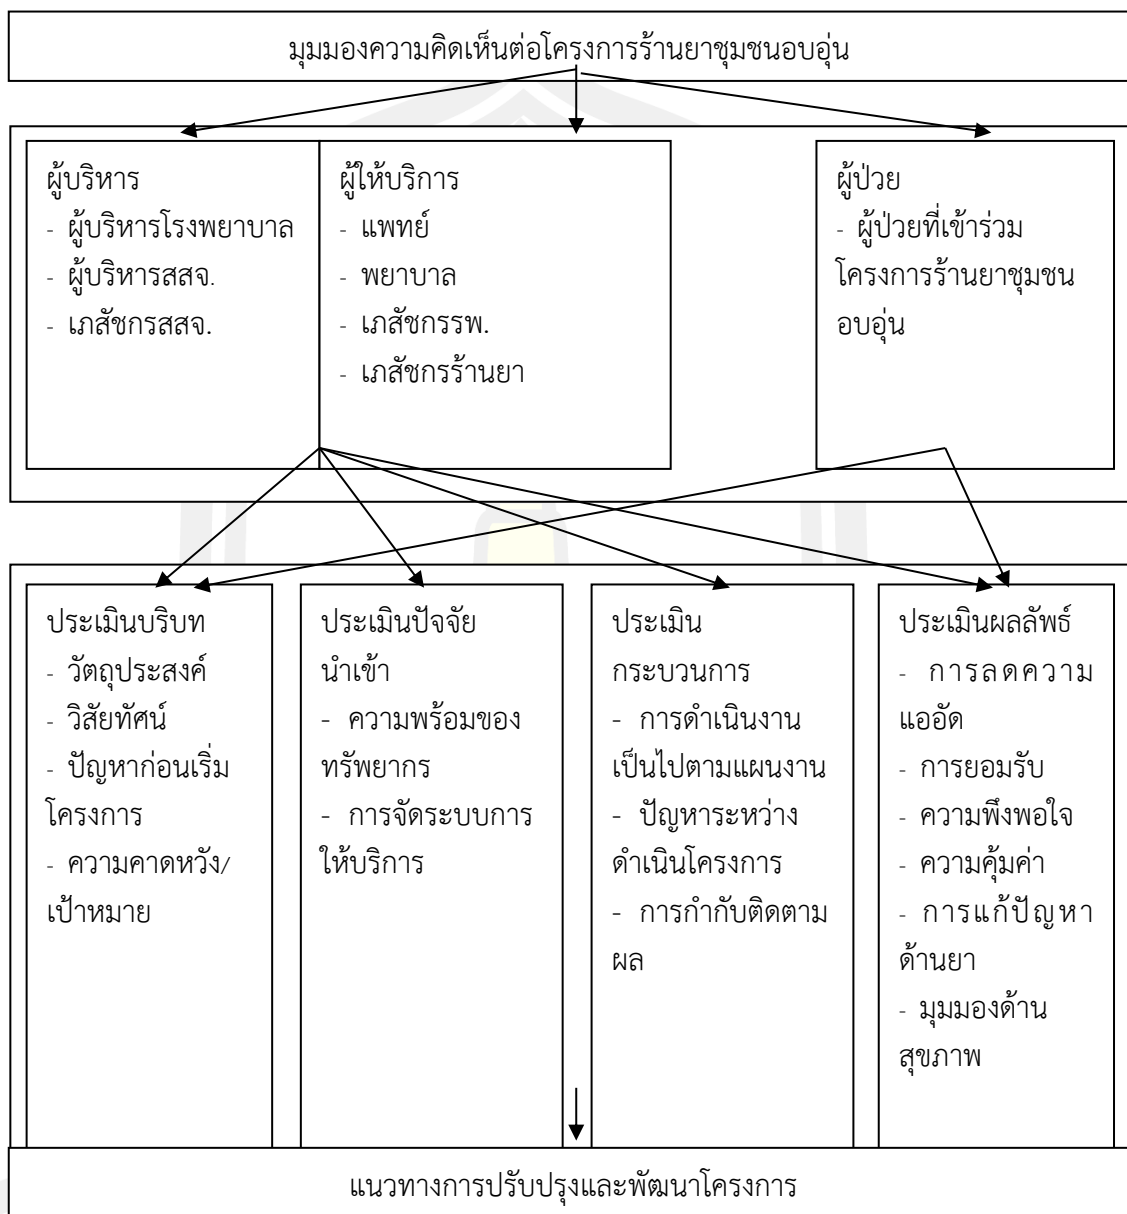 มุมมองความคิดเห็นต่อโครงการร้านยาชุมชนอบอุ่น
ผู้บริหาร
- ผู้บริหารโรงพยาบาล
- ผู้บริหารสสจ.
- เภสัชกรสสจ.
ผู้ให้บริการ
- แพทย์
- พยาบาล
- เภสัชกรรพ.
- เภสัชกรร้านยา
ผู้ป่วย
- ผู้ป่วยที่เข้าร่วม
โครงการร้านยาชุมชน
อบอุ่น
ประเมินบริบท
- วัตถุประสงค์
- วิสัยทัศน์
- ปัญหาก่อนเริ่ม
โครงการ
- ความคาดหวัง/
เป้าหมาย
ประเมินปัจจัย
นำเข้า
- ความพร้อมของ
ทรัพยากร
- การจัดระบบการ
ให้บริการ
ประเมิน
กระบวนการ
- การดำเนินงาน
เป็นไปตามแผนงาน
- ปัญหาระหว่าง
ดำเนินโครงการ
- การกำกับติดตาม
ผล
ประเมินผลลัพธ์
- การลดความ
แออัด
- การยอมรับ
- ความพึงพอใจ
- ความคุ้มค่า
- การแก้ปัญหา
ด้านยา
- มุมมองด้าน
สุขภาพ
แนวทางการปรับปรุงและพัฒนาโครงการ